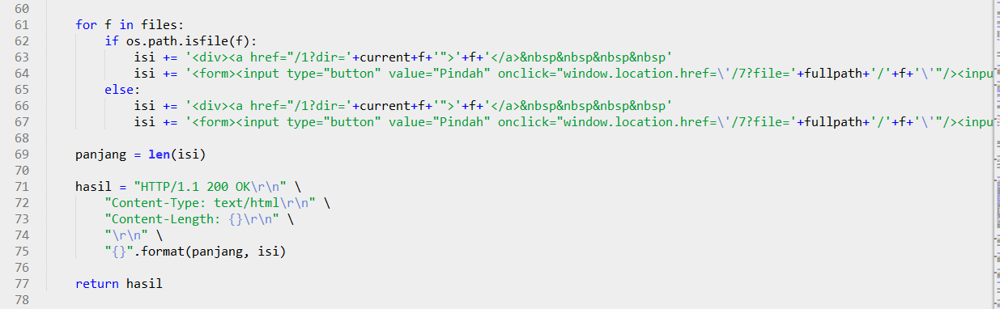 60
61     for f in files:
62         if os.path.isfile(f):
63             isi += '<div><a href="/1?dir='+current+f+'">'+f+'</a>&nbsp&nbsp&nbsp&nbsp'
64             isi += '<form><input type="button" value="Pindah" onclick="window.location.href=\'/7?file='+fullpath+'/'+f+'\'"/><inpu
65         else:
66             isi += '<div><a href="/1?dir='+current+f+'">'+f+'</a>&nbsp&nbsp&nbsp&nbsp'
67             isi += '<form><input type="button" value="Pindah" onclick="window.location.href=\'/7?file='+fullpath+'/'+f+'\'"/><inpu
68
69     panjang = len(isi)
70
71     hasil = "HTTP/1.1 200 OK\r\n" \
72         "Content-Type: text/html\r\n" \
73         "Content-Length: {}\r\n" \
74         "\r\n" \
75         "{}".format(panjang, isi)
76
77     return hasil
78